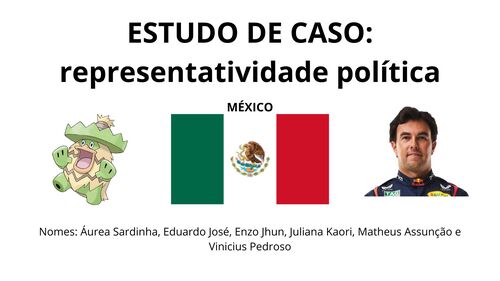 ESTUDO DE CASO:
representatividade política
MÉXICO
Nomes: Áurea Sardinha, Eduardo José, Enzo Jhun, Juliana Kaori, Matheus Assunção e
Vinicius Pedroso